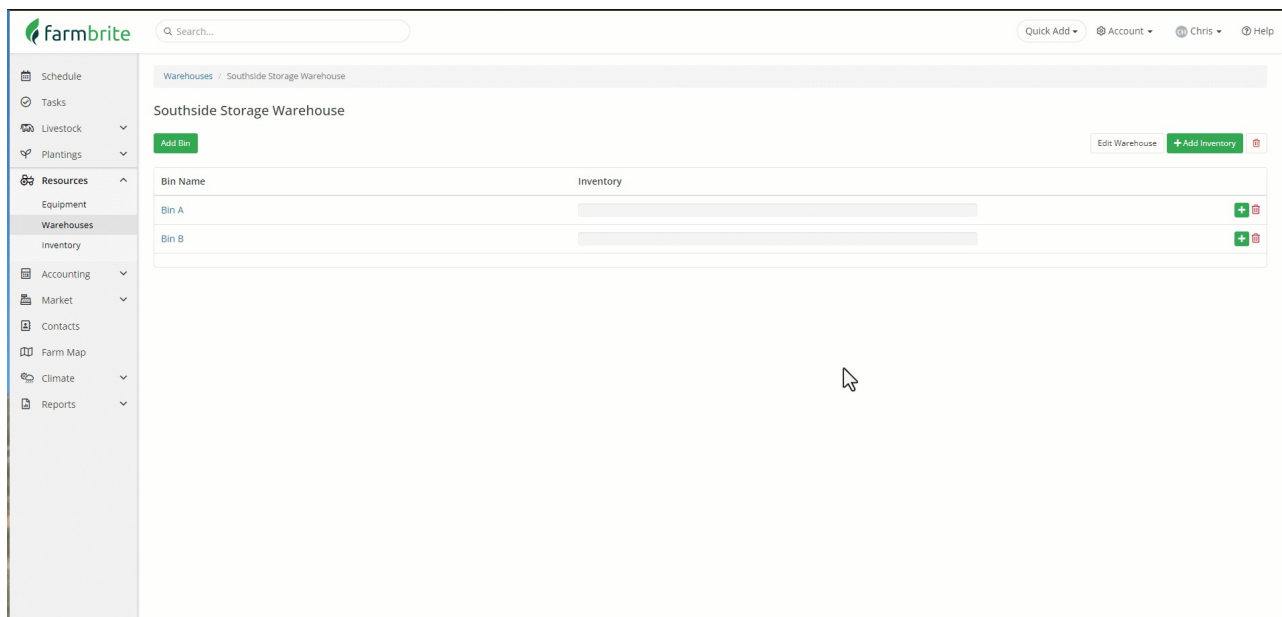 farmbrite
Search...
Quick Add
Account
CH
Chris
Help
Schedule
Tasks
Livestock
Plantings
Resources
Equipment
Warehouses
Inventory
Accounting
Market
Contacts
Farm Map
Climate
Reports
Warehouses / Southside Storage Warehouse
Southside Storage Warehouse
Add Bin
Edit Warehouse
+ Add Inventory
Bin Name Inventory
Bin A
Bin B